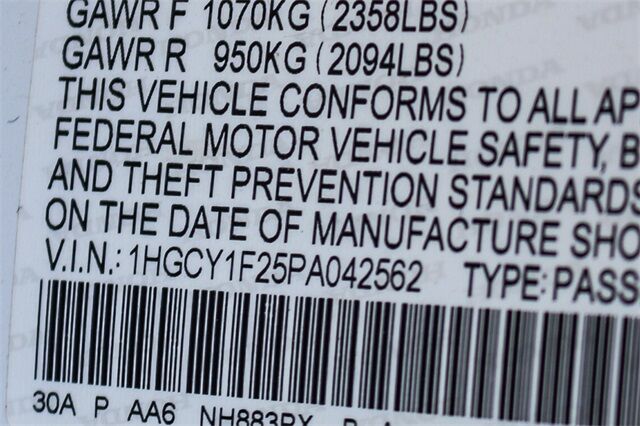 GAWR F 1070KG (2358LBS)
GAWR R 950KG (2094LBS)
THIS VEHICLE CONFORMS TO ALL AP
FEDERAL MOTOR VEHICLE SAFETY, B
AND THEFT PREVENTION STANDARDS
ON THE DATE OF MANUFACTURE SHO
V.I.N.: 1HGCY1F25PA042562 TYPE: PASS
30A P AA6 NH883PX